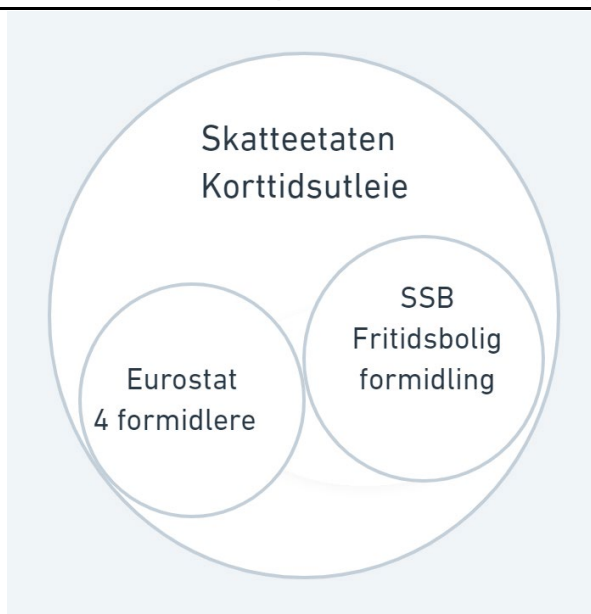 Skatteetaten
Korttidsutleie
SSB
Fritidsbolig
formidling
Eurostat
4 formidlere